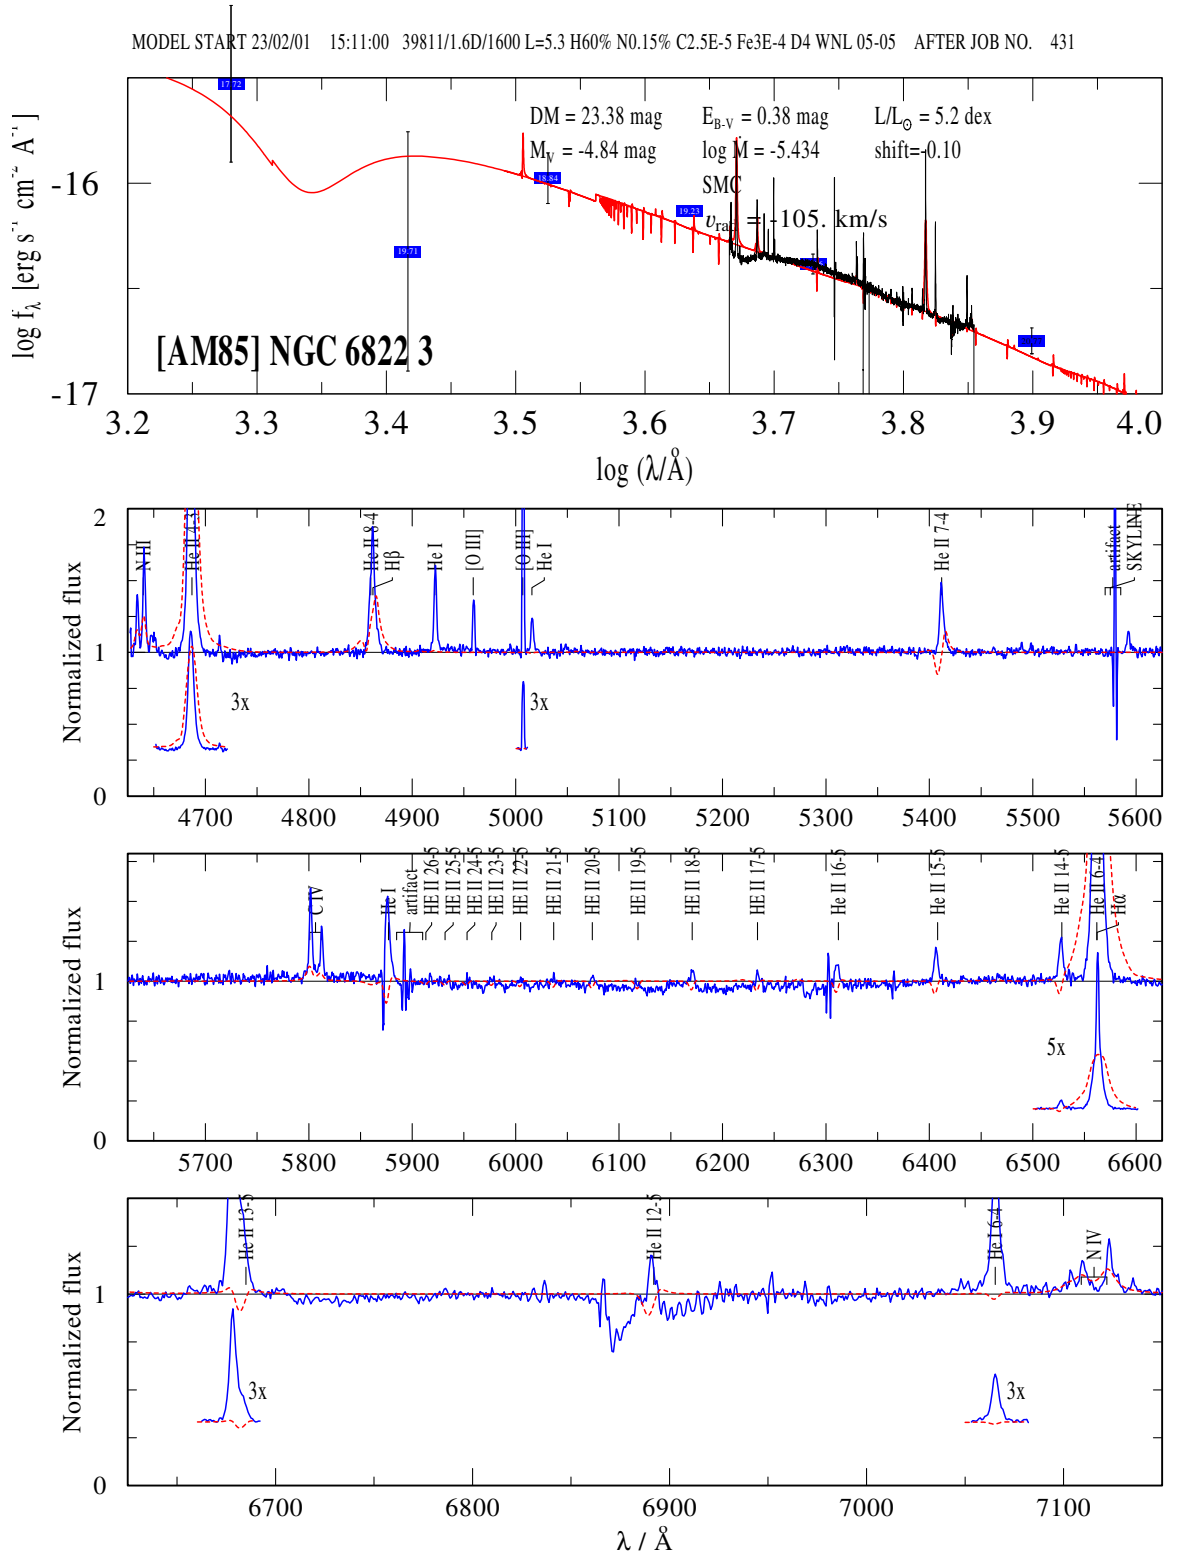 MODEL START 23/02/01 15:11:00 39811/1.6D/1600 L=5.3 H60% N0.15% C2.5E-5 Fe3E-4 D4 WNL 05-05 AFTER JOB NO. 431
17.72
DM = 23.38 mag E_B-V = 0.38 mag L/L☉ = 5.2 dex
M_V = -4.84 mag log Ṁ = -5.434 shift=-0.10
SMC
v_rad = -105. km/s
18.84
19.23
19.71
[AM85] NGC 6822 3
log f_λ [erg s⁻¹ cm⁻² Å⁻¹]
-16
-17
3.2 3.3 3.4 3.5 3.6 3.7 3.8 3.9 4.0
log (λ/Å)
Normalized flux
2
1
0
N III
He II 4-3
He II 8-4
Hβ
He I
[O III]
[O III]
He I
He II 7-4
artifact
SKYLINE
3x
3x
4700 4800 4900 5000 5100 5200 5300 5400 5500 5600
Normalized flux
1
0
C IV
He I
artifact
HE II 26-5
HE II 25-5
HE II 24-5
HE II 23-5
HE II 22-5
HE II 21-5
HE II 20-5
HE II 19-5
HE II 18-5
HE II 17-5
He II 16-5
He II 15-5
He II 14-5
He II 6-4
Hα
5x
5700 5800 5900 6000 6100 6200 6300 6400 6500 6600
Normalized flux
1
0
He II 13-5
He II 12-5
He I 6-4
N IV
3x
3x
6700 6800 6900 7000 7100
λ / Å